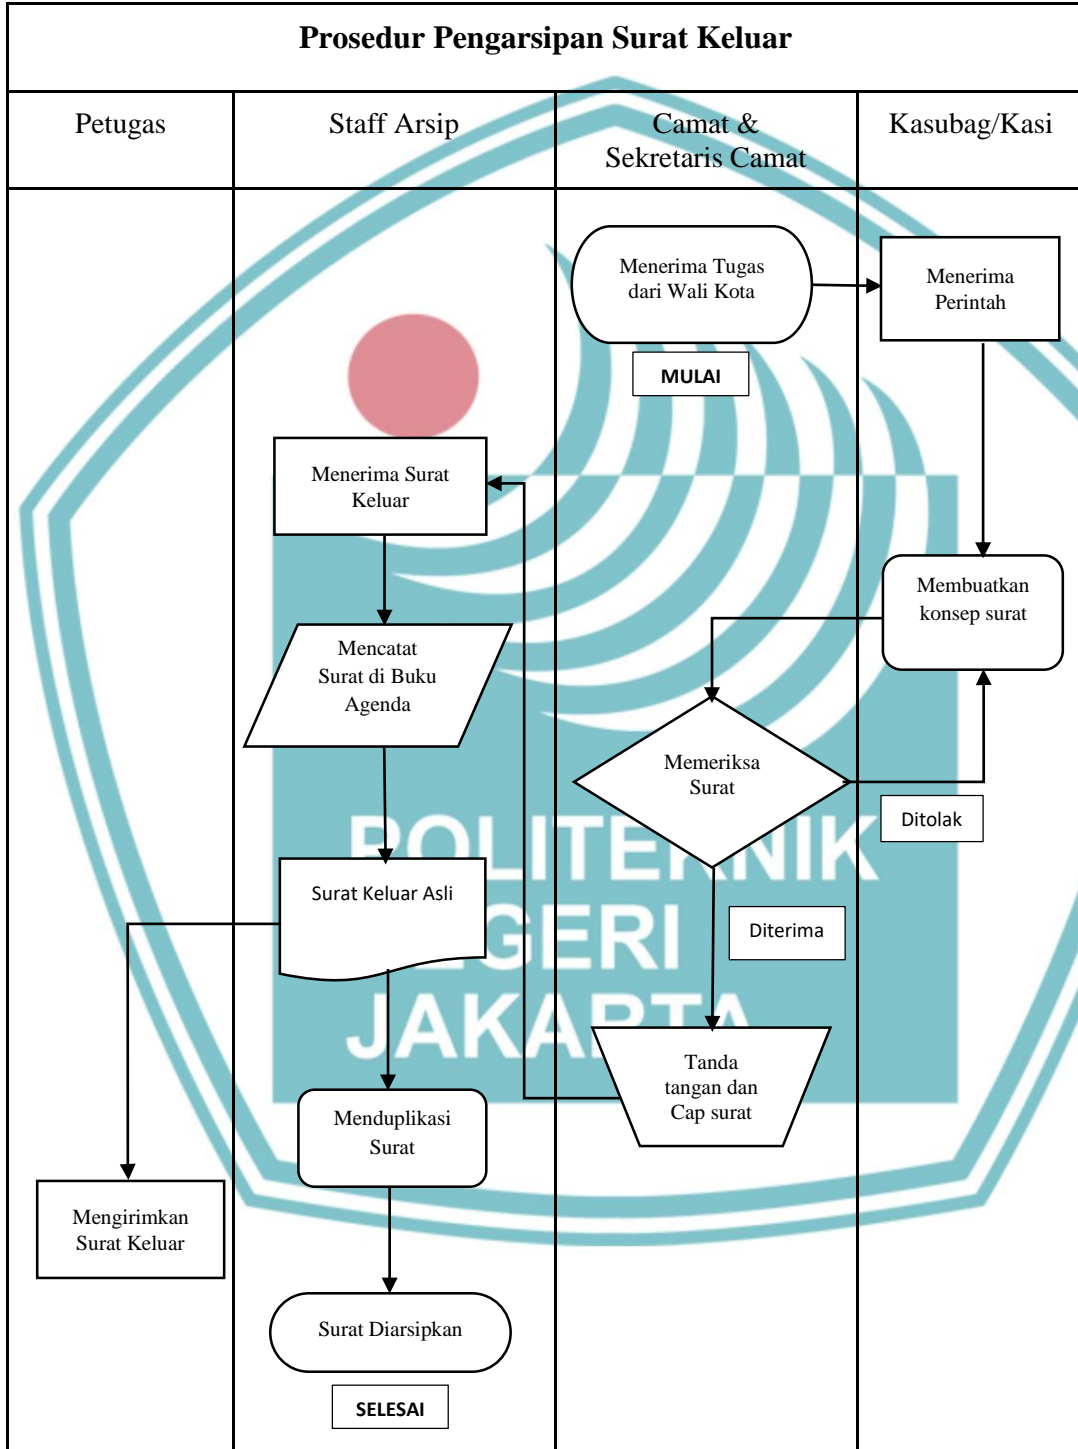 Prosedur Pengarsipan Surat Keluar
Petugas
Staff Arsip
Camat &
Sekretaris Camat
Kasubag/Kasi
Menerima Tugas
dari Wali Kota
MULAI
Menerima
Perintah
Menerima Surat
Keluar
Membuatkan
konsep surat
Mencatat
Surat di Buku
Agenda
Memeriksa
Surat
Ditolak
Surat Keluar Asli
Diterima
Tanda
tangan dan
Cap surat
Menduplikasi
Surat
Mengirimkan
Surat Keluar
Surat Diarsipkan
SELESAI
POLITEKNIK
EGERI
JAKARTA